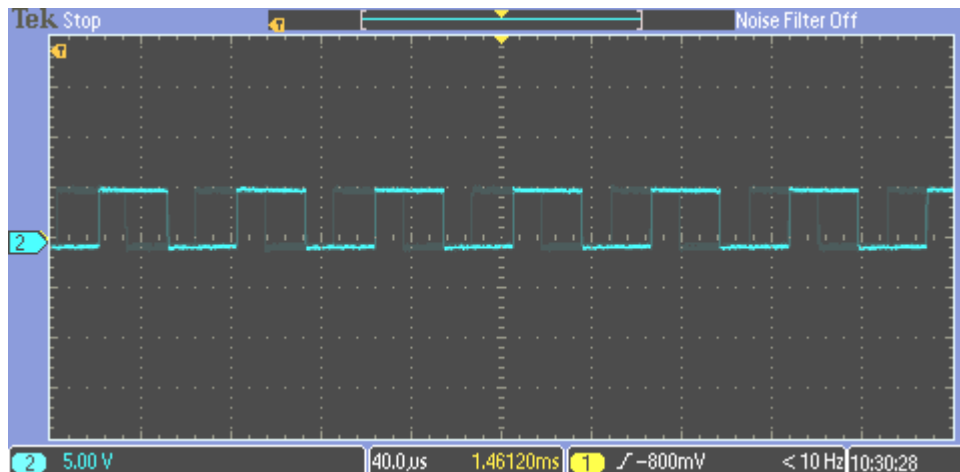 Tek Stop Noise Filter Off
T
T
2
2 5.00 V 40.0µs 1.46120ms 1 ∫ -800mV < 10 Hz 10:30:28